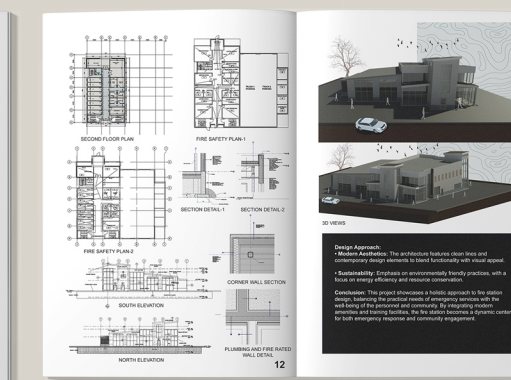 SECOND FLOOR PLAN
FIRE SAFETY PLAN-1
SECTION DETAIL-1
SECTION DETAIL-2
FIRE SAFETY PLAN-2
CORNER WALL SECTION
SOUTH ELEVATION
NORTH ELEVATION
PLUMBING AND FIRE RATED
WALL DETAIL
12
3D VIEWS
Design Approach:
• Modern Aesthetics: The architecture features clean lines and
contemporary design elements to blend functionality with visual appeal.
• Sustainability: Emphasis on environmentally friendly practices, with a
focus on energy efficiency and resource conservation.
Conclusion: This project showcases a holistic approach to fire station
design, balancing the practical needs of emergency services with the
well-being of the personnel and community. By integrating modern
amenities and training facilities, the fire station becomes a dynamic center
for both emergency response and community engagement.